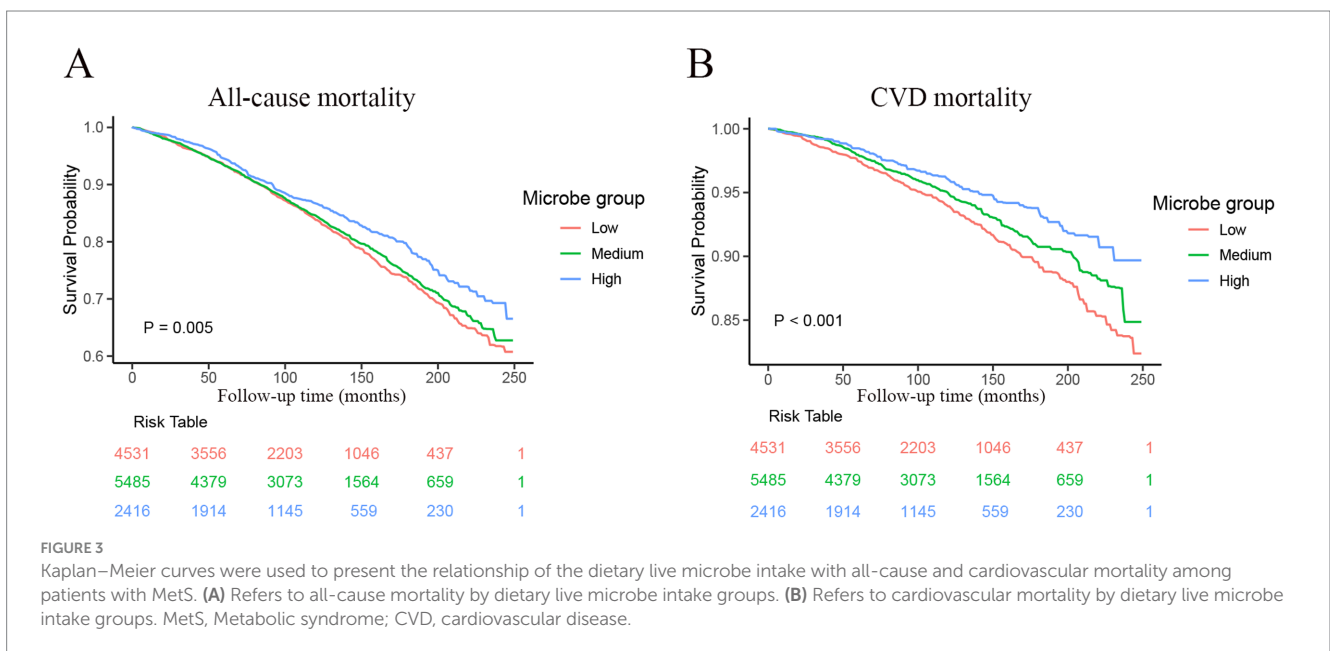 A
All-cause mortality
1.0
0.9
0.8
0.7
0.6
Survival Probability
P = 0.005
0 50 100 150 200 250
Follow-up time (months)
Microbe group
Low
Medium
High
Risk Table
4531 3556 2203 1046 437 1
5485 4379 3073 1564 659 1
2416 1914 1145 559 230 1
B
CVD mortality
1.00
0.95
0.90
0.85
Survival Probability
P < 0.001
0 50 100 150 200 250
Follow-up time (months)
Microbe group
Low
Medium
High
Risk Table
4531 3556 2203 1046 437 1
5485 4379 3073 1564 659 1
2416 1914 1145 559 230 1
FIGURE 3
Kaplan–Meier curves were used to present the relationship of the dietary live microbe intake with all-cause and cardiovascular mortality among
patients with MetS. (A) Refers to all-cause mortality by dietary live microbe intake groups. (B) Refers to cardiovascular mortality by dietary live microbe
intake groups. MetS, Metabolic syndrome; CVD, cardiovascular disease.